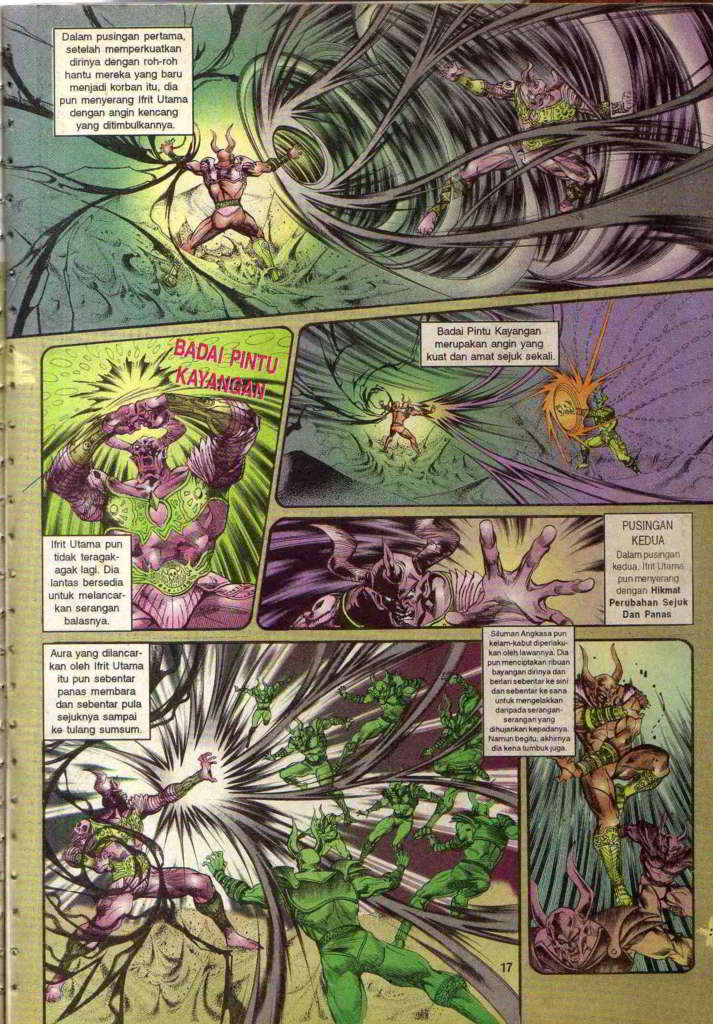 Dalam pusingan pertama,
setelah memperkuatkan
dirinya dengan roh-roh
hantu mereka yang baru
menjadi korban itu, dia
pun menyerang Ifrit Utama
dengan angin kencang
yang ditimbulkannya.
BADAI PINTU
KAYANGAN
Ifrit Utama pun
tidak teragak-
agak lagi. Dia
lantas bersedia
untuk melancar-
kan serangan
balasnya.
Badai Pintu Kayangan
merupakan angin yang
kuat dan amat sejuk sekali.
PUSINGAN
KEDUA
Dalam pusingan
kedua, Ifrit Utama
pun menyerang
dengan Hikmat
Perubahan Sejuk
Dan Panas
Aura yang dilancar-
kan oleh Ifrit Utama
itu pun sebentar
panas membara
dan sebentar pula
sejuknya sampai
ke tulang sumsum.
Siluman Angkasa pun
kelam-kabut diperlaku-
kan oleh lawannya. Dia
pun menciptakan ribuan
bayangan dirinya dan
berlari sebentar ke sini
dan sebentar ke sana
untuk mengelakkan
daripada serangan-
serangan yang
dihujankan kepadanya.
Namun begitu, akhirnya
dia kena tumbuk juga.
17